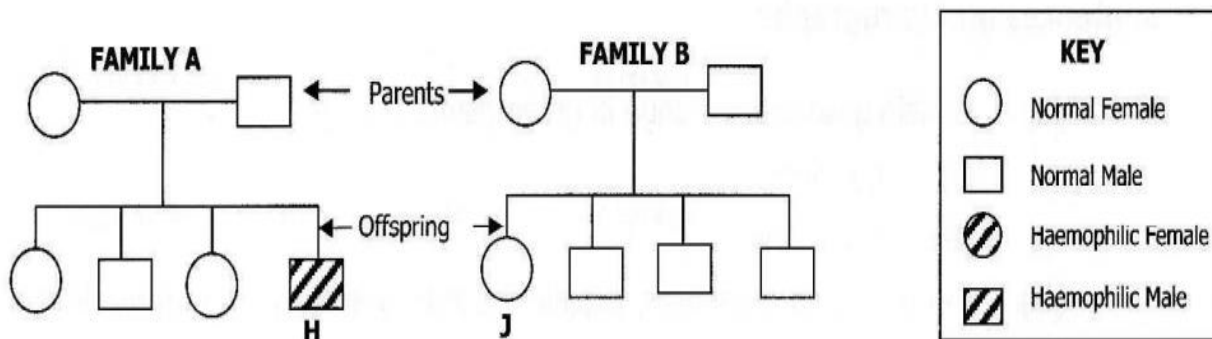 FAMILY A
FAMILY B
KEY
Parents
Normal Female
Normal Male
Offspring
Haemophilic Female
Haemophilic Male
H
J